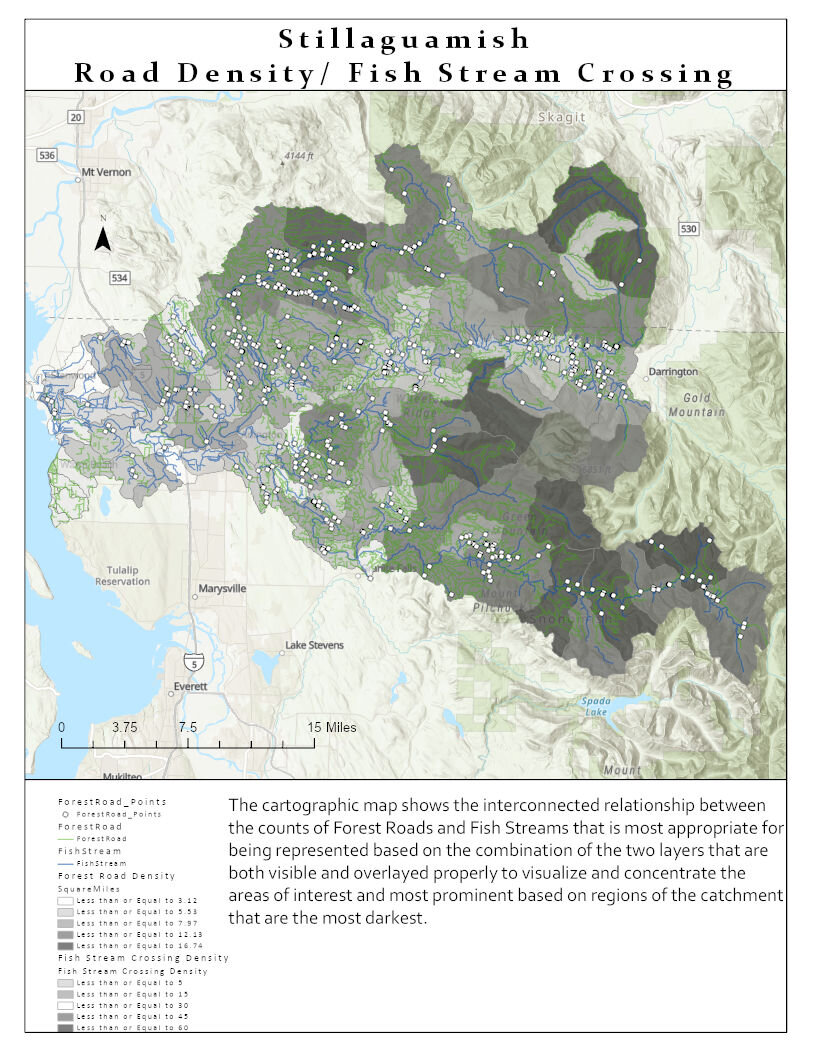 Stillaguamish
Road Density/ Fish Stream Crossing
Skagit
20
536
4144 ft
Mt Vernon
N
530
534
Darrington
Gold
Mountain
Wheeler
Ridge
6851 ft
Green
Mountain
Tulalip
Reservation
Marysville
Mount
Pilchuck
Lake Stevens
5
Everett
Spada
Lake
0 3.75 7.5 15 Miles
Mukilteo
Mount
ForestRoad_Points
ForestRoad_Points
ForestRoad
ForestRoad
FishStream
FishStream
Forest Road Density
SquareMiles
Less than or Equal to 3.12
Less than or Equal to 5.53
Less than or Equal to 7.97
Less than or Equal to 12.13
Less than or Equal to 16.74
Fish Stream Crossing Density
Fish Stream Crossing Density
Less than or Equal to 5
Less than or Equal to 15
Less than or Equal to 30
Less than or Equal to 45
Less than or Equal to 60
The cartographic map shows the interconnected relationship between
the counts of Forest Roads and Fish Streams that is most appropriate for
being represented based on the combination of the two layers that are
both visible and overlayed properly to visualize and concentrate the
areas of interest and most prominent based on regions of the catchment
that are the most darkest.